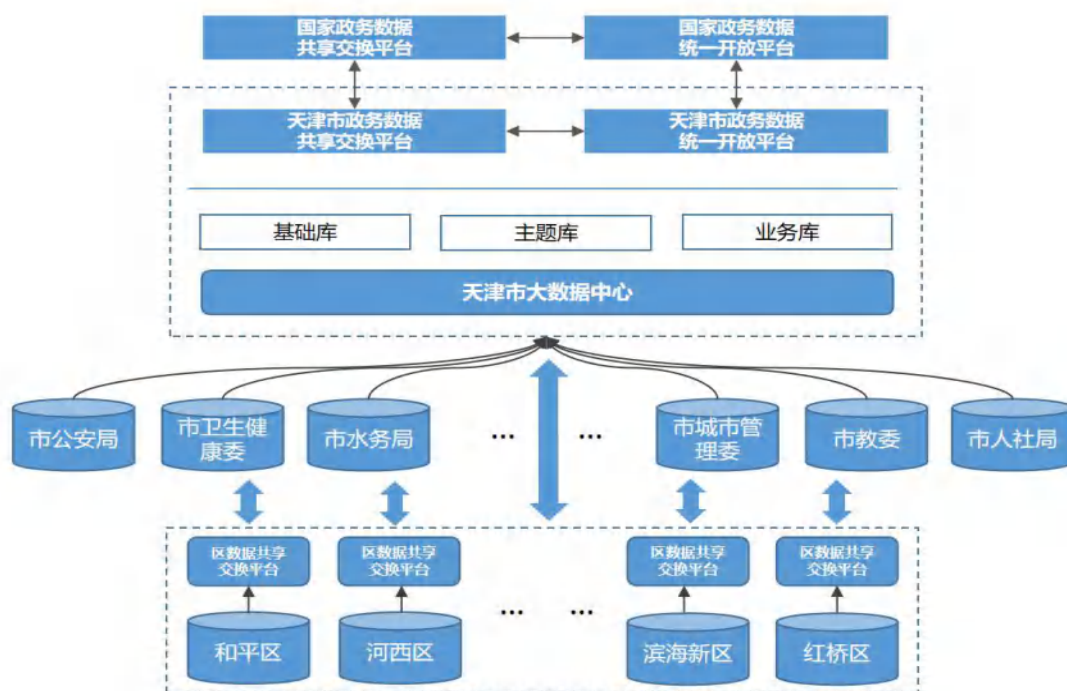 国家政务数据
共享交换平台
国家政务数据
统一开放平台
天津市政务数据
共享交换平台
天津市政务数据
统一开放平台
基础库
主题库
业务库
天津市大数据中心
市公安局
市卫生健
康委
市水务局
...
...
市城市管
理委
市教委
市人社局
区数据共享
交换平台
区数据共享
交换平台
区数据共享
交换平台
区数据共享
交换平台
和平区
河西区
...
...
滨海新区
红桥区